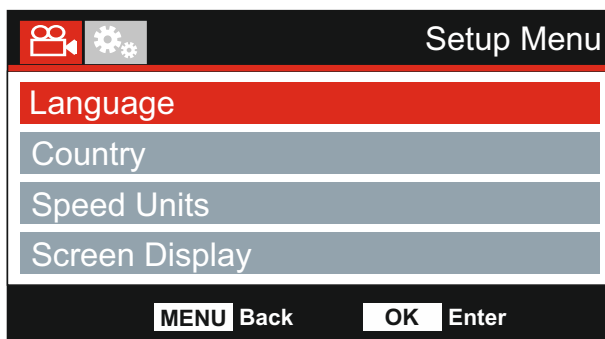 Setup Menu
Language
Country
Speed Units
Screen Display
MENU Back OK Enter